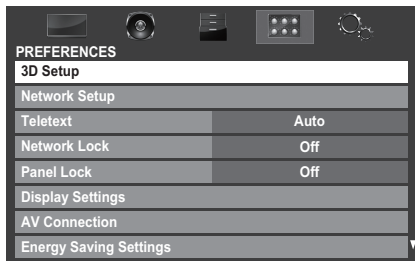 PREFERENCES
3D Setup
Network Setup
Teletext Auto
Network Lock Off
Panel Lock Off
Display Settings
AV Connection
Energy Saving Settings